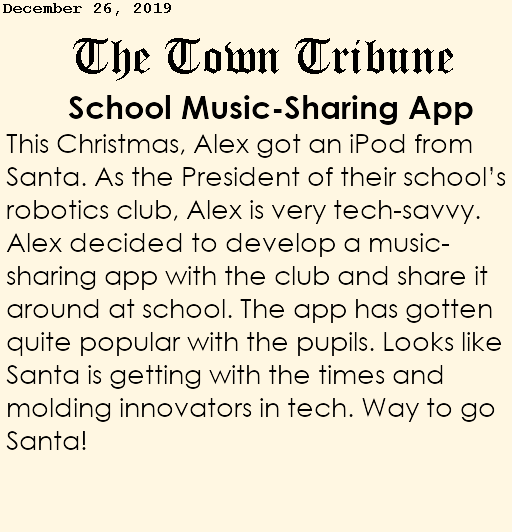 December 26, 2019
The Town Tribune
School Music-Sharing App
This Christmas, Alex got an iPod from
Santa. As the President of their school’s
robotics club, Alex is very tech-savvy.
Alex decided to develop a music-
sharing app with the club and share it
around at school. The app has gotten
quite popular with the pupils. Looks like
Santa is getting with the times and
molding innovators in tech. Way to go
Santa!